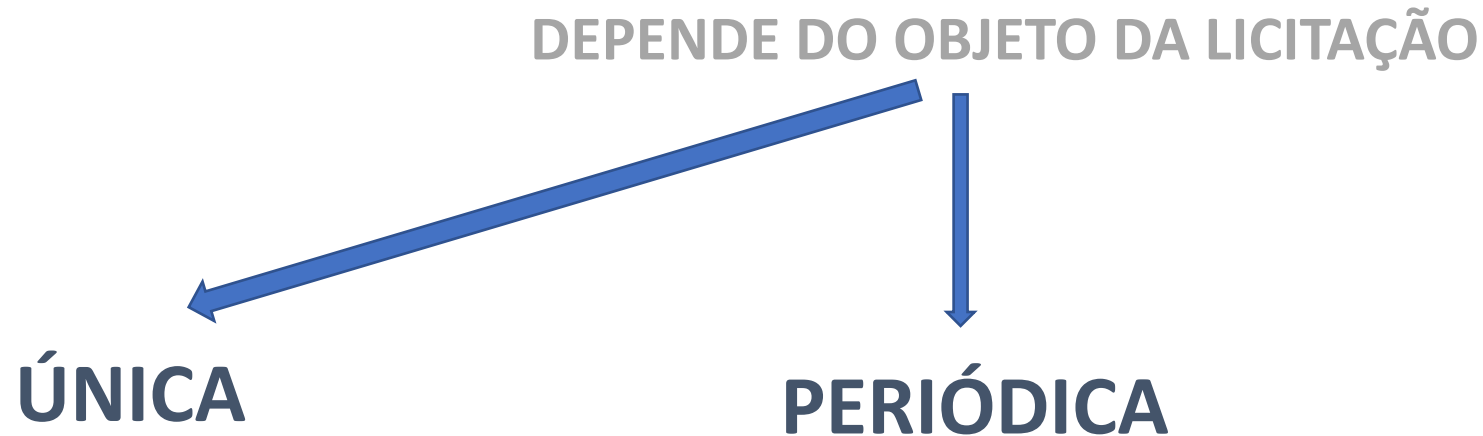 DEPENDE DO OBJETO DA LICITAÇÃO
ÚNICA
PERIÓDICA